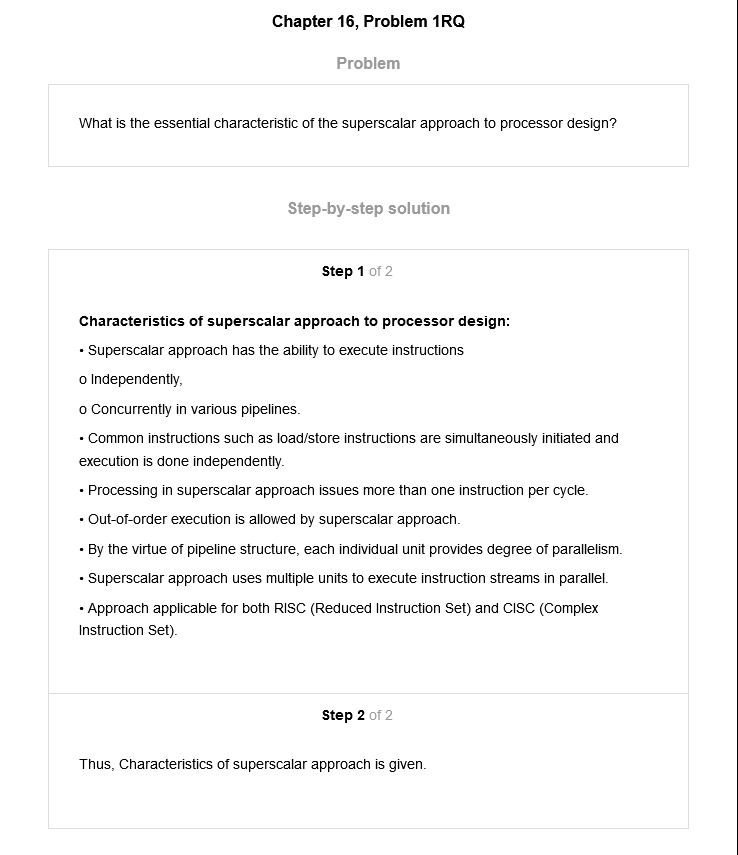 Chapter 16, Problem 1RQ
Problem
What is the essential characteristic of the superscalar approach to processor design?
Step-by-step solution
Step 1 of 2
Characteristics of superscalar approach to processor design:
• Superscalar approach has the ability to execute instructions
o Independently,
o Concurrently in various pipelines.
• Common instructions such as load/store instructions are simultaneously initiated and
execution is done independently.
• Processing in superscalar approach issues more than one instruction per cycle.
• Out-of-order execution is allowed by superscalar approach.
• By the virtue of pipeline structure, each individual unit provides degree of parallelism.
• Superscalar approach uses multiple units to execute instruction streams in parallel.
• Approach applicable for both RISC (Reduced Instruction Set) and CISC (Complex
Instruction Set).
Step 2 of 2
Thus, Characteristics of superscalar approach is given.